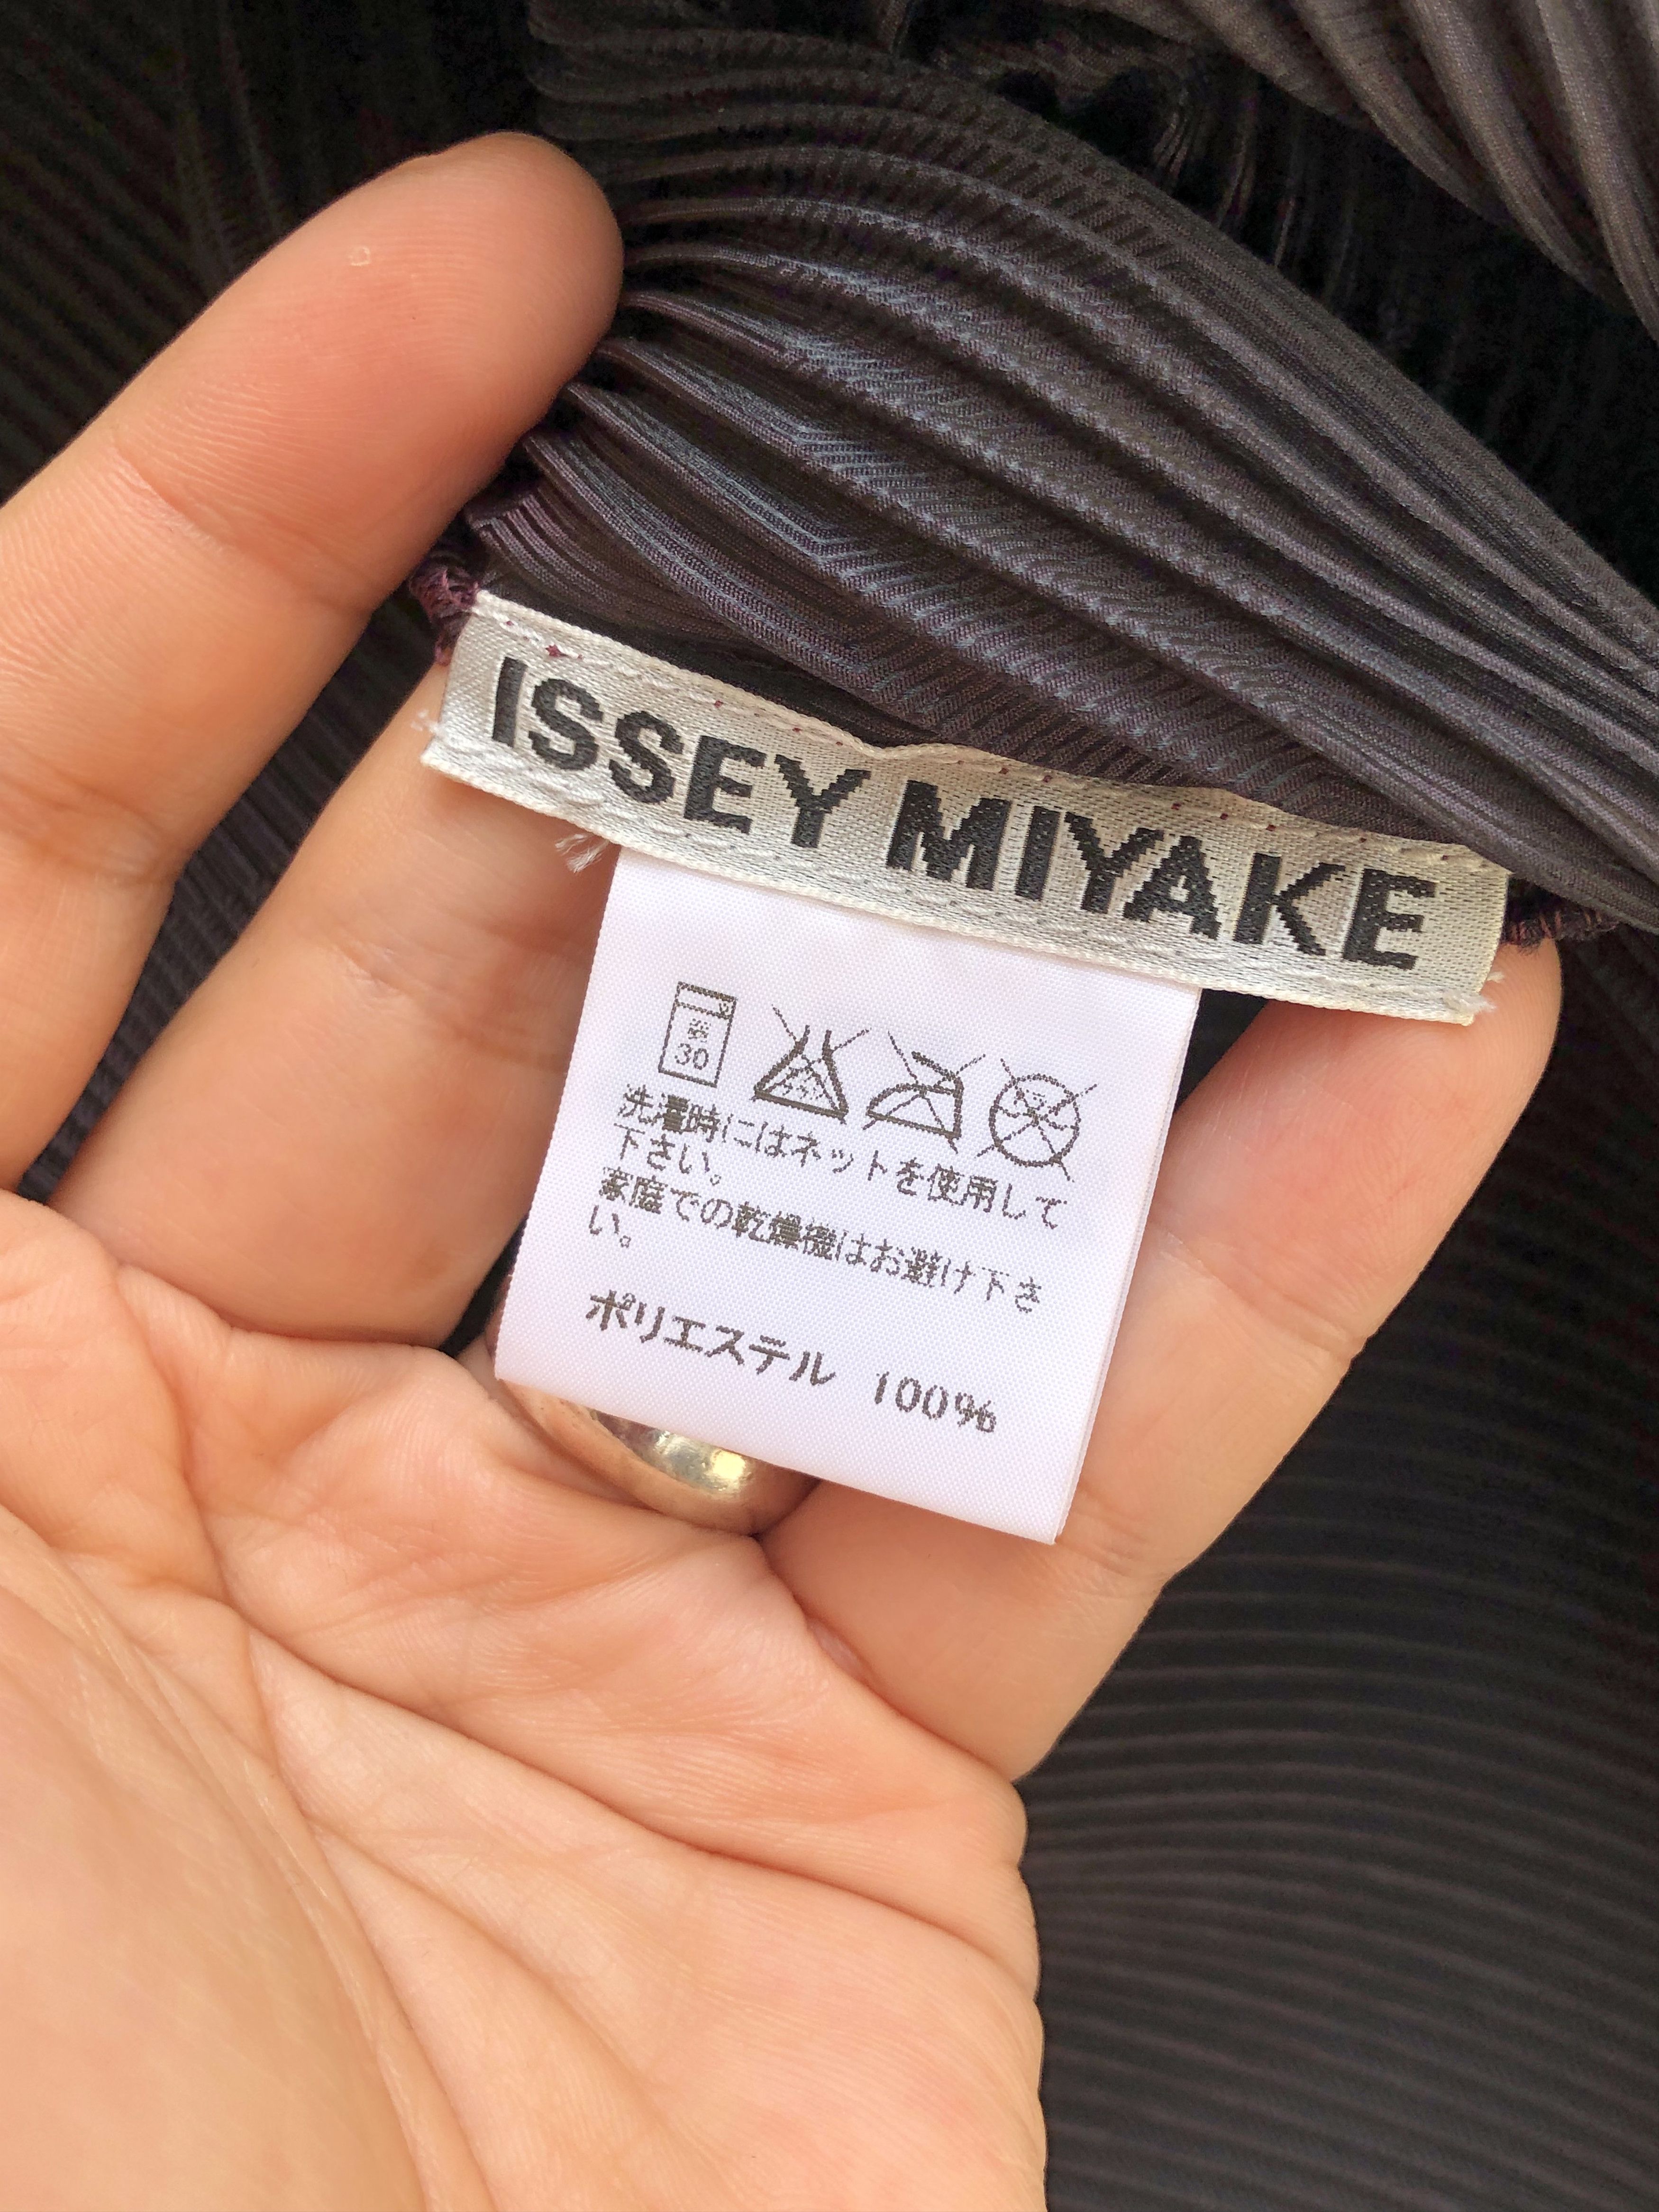 ISSEY MIYAKE
弱 30
洗濯時にはネットを使用して
下さい。
家庭での乾燥機はお避け下さ
い。
ポリエステル 100%